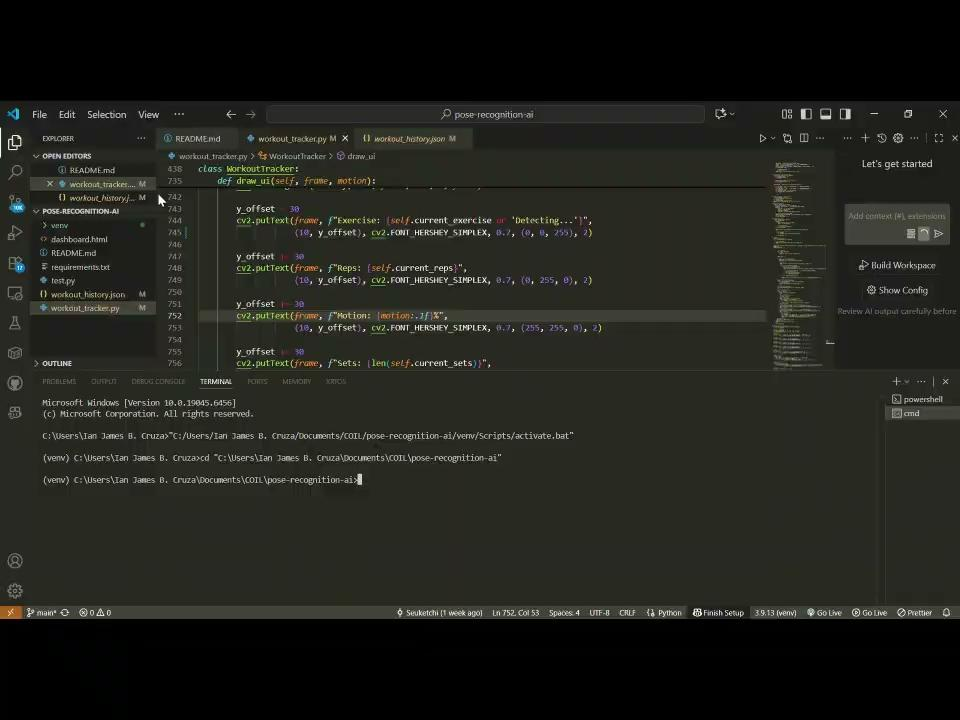 File Edit Selection View ··· pose-recognition-ai
EXPLORER ···
OPEN EDITORS
README.md
workout_tracker.... M
workout_history.j... M
POSE-RECOGNITION-AI
venv
dashboard.html
README.md
requirements.txt
test.py
workout_history.json M
workout_tracker.py M
OUTLINE
README.md workout_tracker.py M workout_history.json M
workout_tracker.py > WorkoutTracker > draw_ui
438 class WorkoutTracker:
735 def draw_ui(self, frame, motion):
742
743 y_offset = 30
744 cv2.putText(frame, f"Exercise: {self.current_exercise or 'Detecting...'}",
745 (10, y_offset), cv2.FONT_HERSHEY_SIMPLEX, 0.7, (0, 0, 255), 2)
746
747 y_offset += 30
748 cv2.putText(frame, f"Reps: {self.current_reps}",
749 (10, y_offset), cv2.FONT_HERSHEY_SIMPLEX, 0.7, (0, 255, 0), 2)
750
751 y_offset += 30
752 cv2.putText(frame, f"Motion: {motion:.1f}%",
753 (10, y_offset), cv2.FONT_HERSHEY_SIMPLEX, 0.7, (255, 255, 0), 2)
754
755 y_offset += 30
756 cv2.putText(frame, f"Sets: {len(self.current_sets)}",
Let's get started
Add context (#), extensions
Build Workspace
Show Config
Review AI output carefully before
PROBLEMS OUTPUT DEBUG CONSOLE TERMINAL PORTS MEMORY XRTOS
powershell
cmd
Microsoft Windows [Version 10.0.19045.6456]
(c) Microsoft Corporation. All rights reserved.
C:\Users\Ian James B. Cruza>"C:/Users/Ian James B. Cruza/Documents/COIL/pose-recognition-ai/venv/Scripts/activate.bat"
(venv) C:\Users\Ian James B. Cruza>cd "C:\Users\Ian James B. Cruza\Documents\COIL\pose-recognition-ai"
(venv) C:\Users\Ian James B. Cruza\Documents\COIL\pose-recognition-ai>
main* 0 0 Seuketchi (1 week ago) Ln 752, Col 53 Spaces: 4 UTF-8 CRLF Python Finish Setup 3.9.13 (venv) Go Live Go Live Prettier